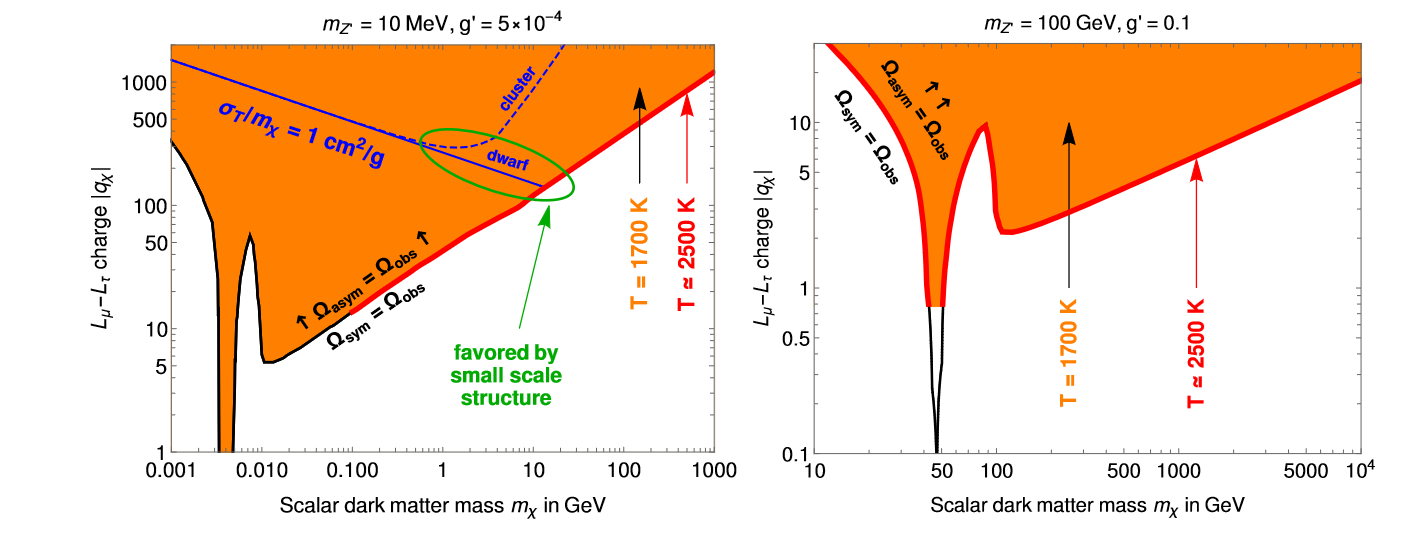 m_Z' = 10 MeV, g' = 5×10⁻⁴
L_μ−L_τ charge |q_χ|
1000
500
100
50
10
5
1
σ_T/m_χ = 1 cm²/g
cluster
dwarf
↑ Ω_asym = Ω_obs ↑
Ω_sym = Ω_obs
favored by
small scale
structure
T = 1700 K
T ≃ 2500 K
0.001 0.010 0.100 1 10 100 1000
Scalar dark matter mass m_χ in GeV
m_Z' = 100 GeV, g' = 0.1
L_μ−L_τ charge |q_χ|
10
5
1
0.5
0.1
Ω_asym = Ω_obs
Ω_sym = Ω_obs
T = 1700 K
T ≃ 2500 K
10 50 100 500 1000 5000 10⁴
Scalar dark matter mass m_χ in GeV